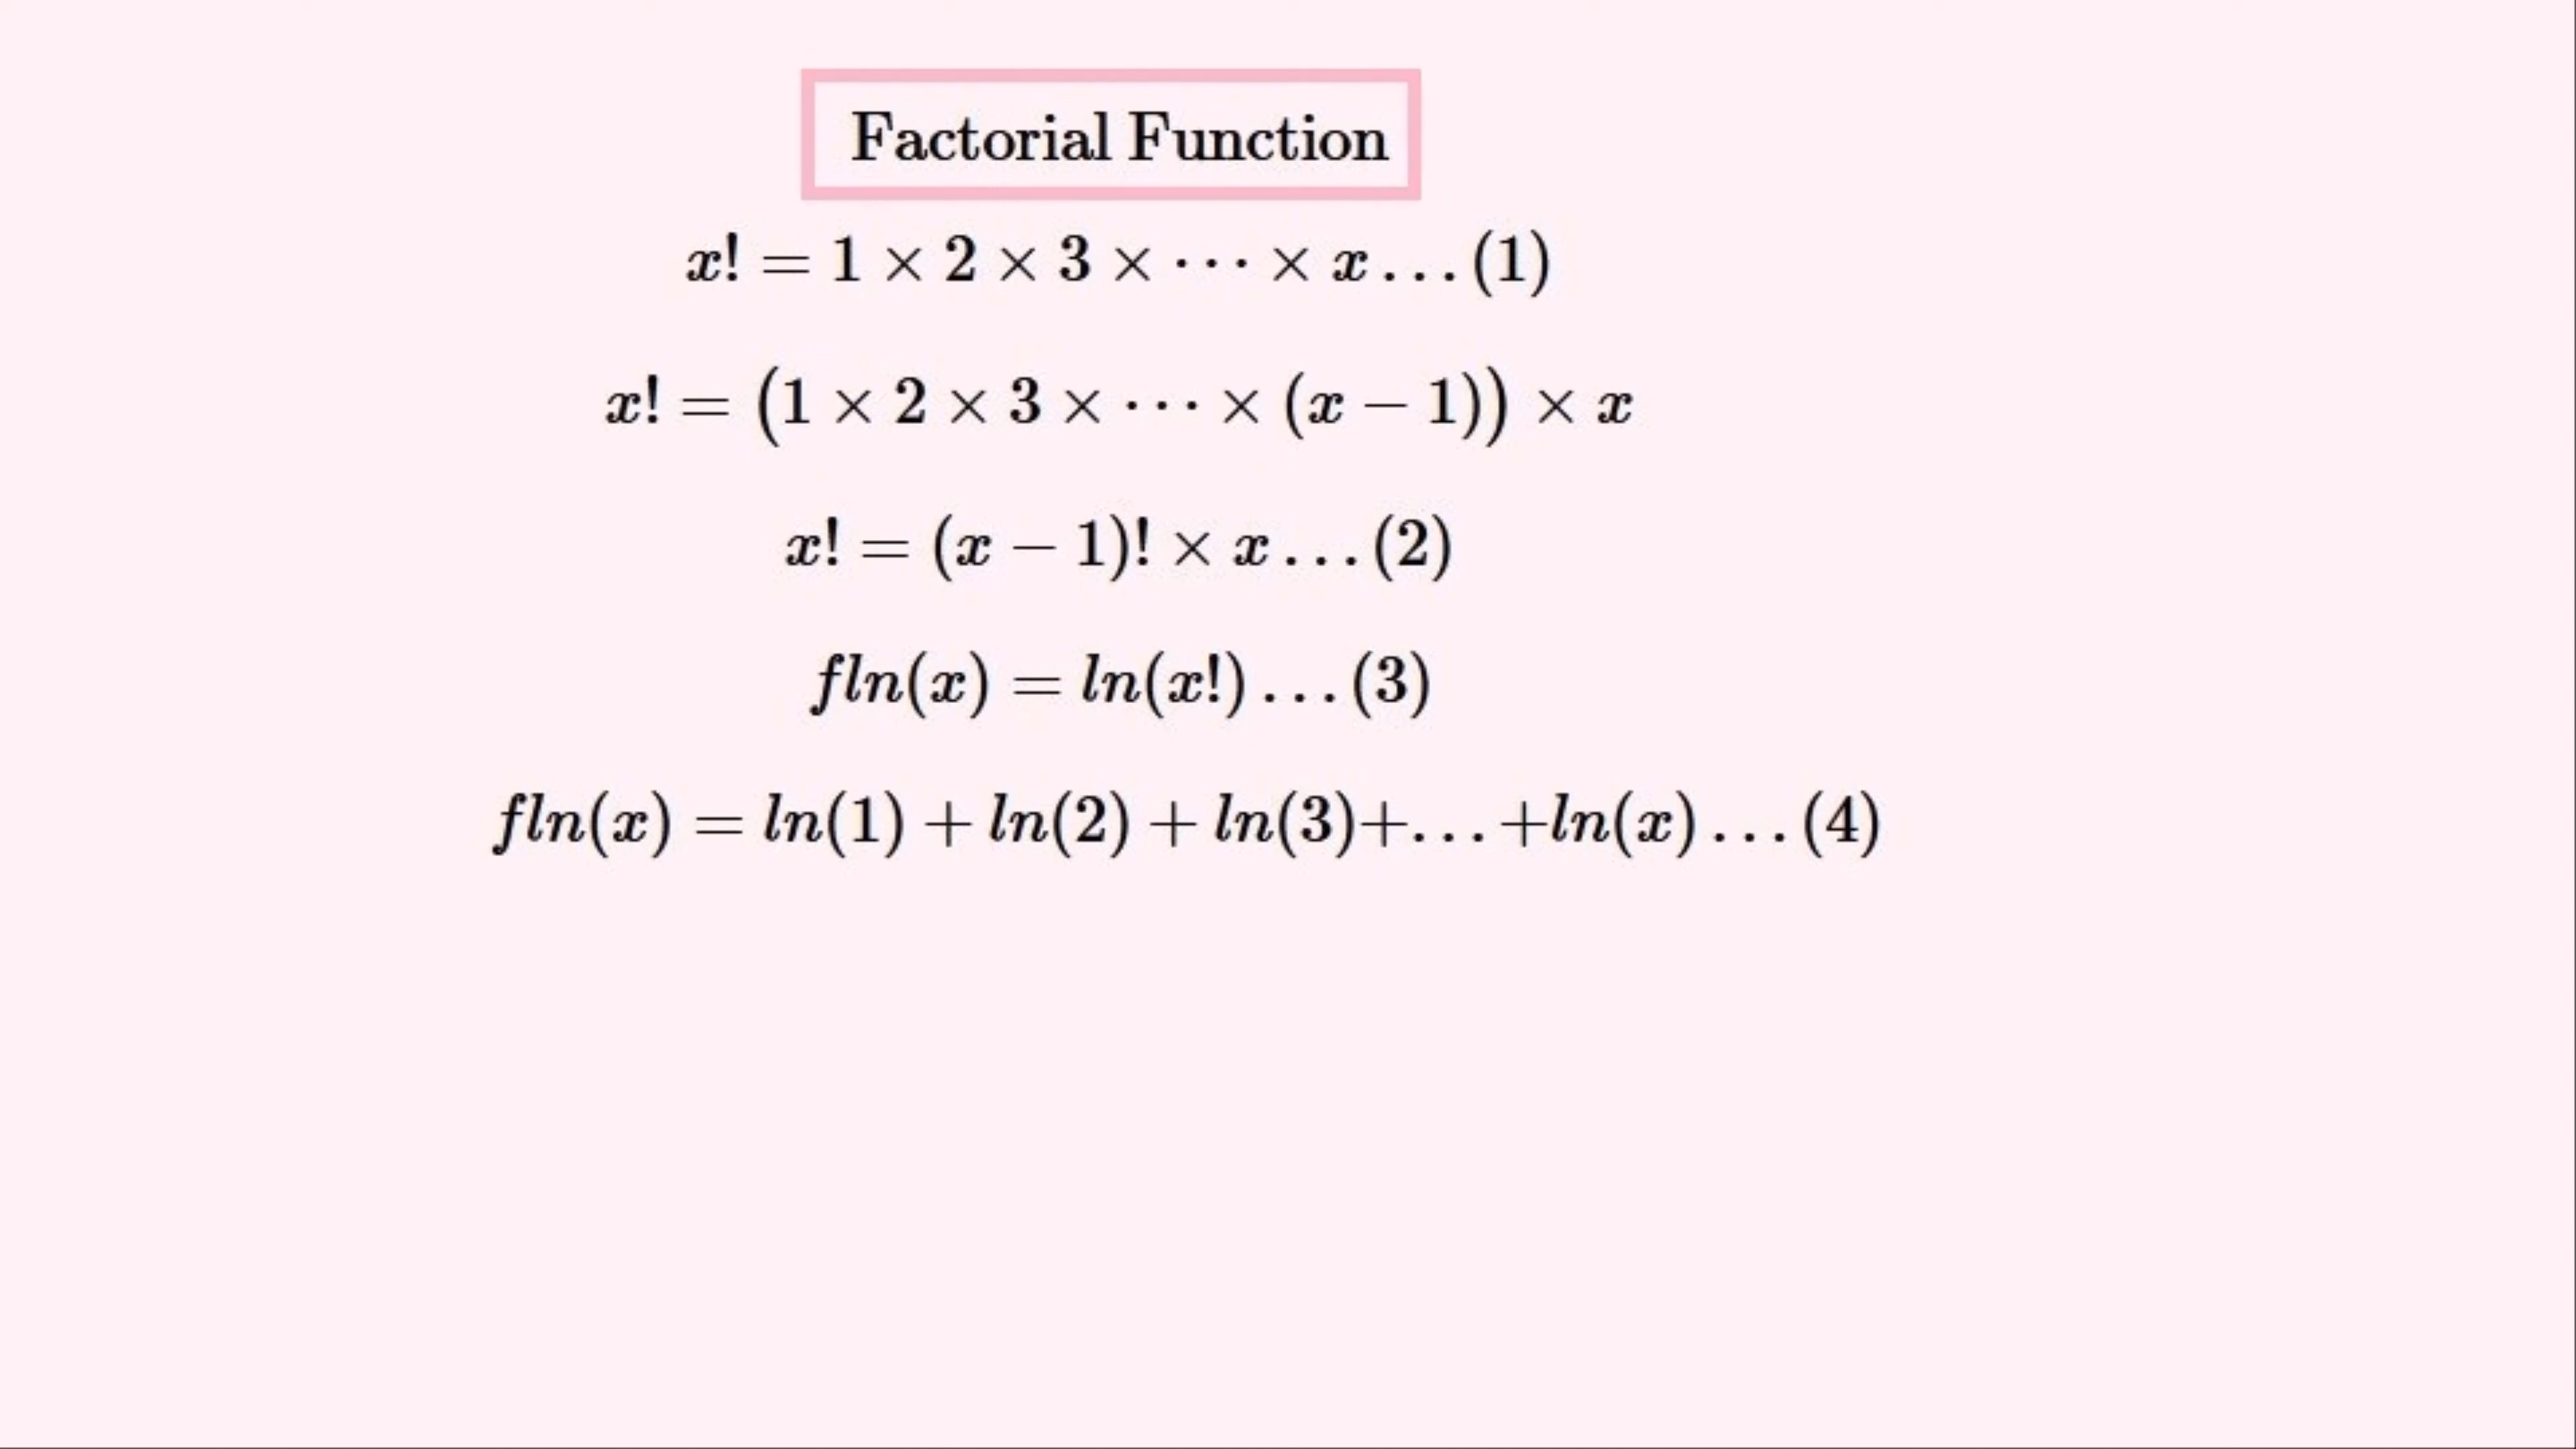 Factorial Function
x! = 1 × 2 × 3 × ⋯ × x … (1)
x! = (1 × 2 × 3 × ⋯ × (x − 1)) × x
x! = (x − 1)! × x … (2)
fln(x) = ln(x!) … (3)
fln(x) = ln(1) + ln(2) + ln(3)+… +ln(x) … (4)